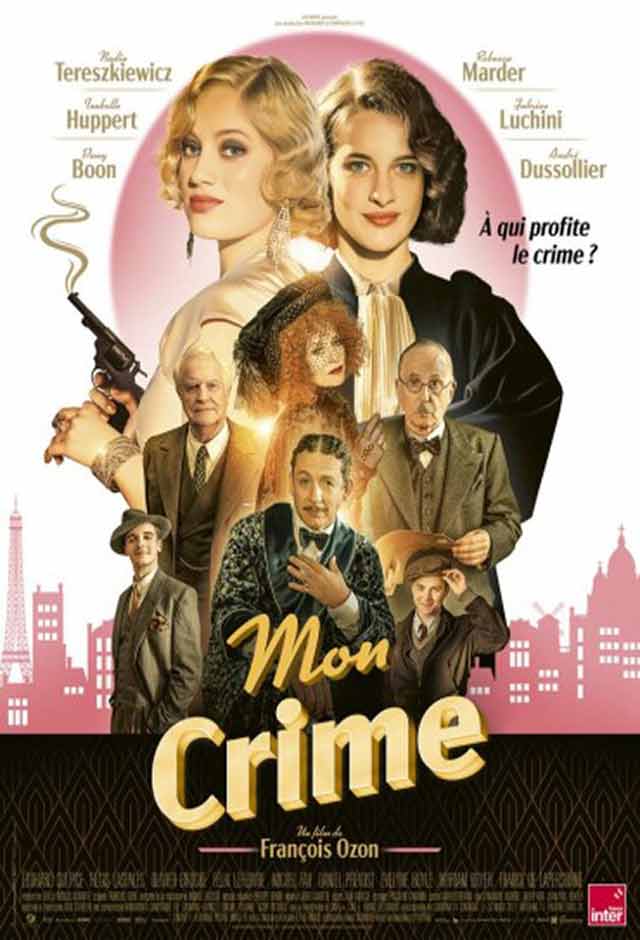 Nadia
Tereszkiewicz
Rebecca
Marder
Isabelle
Huppert
Fabrice
Luchini
Dany
Boon
André
Dussollier
À qui profite
le crime ?
Mon
Crime
Un film de
François Ozon
france
inter